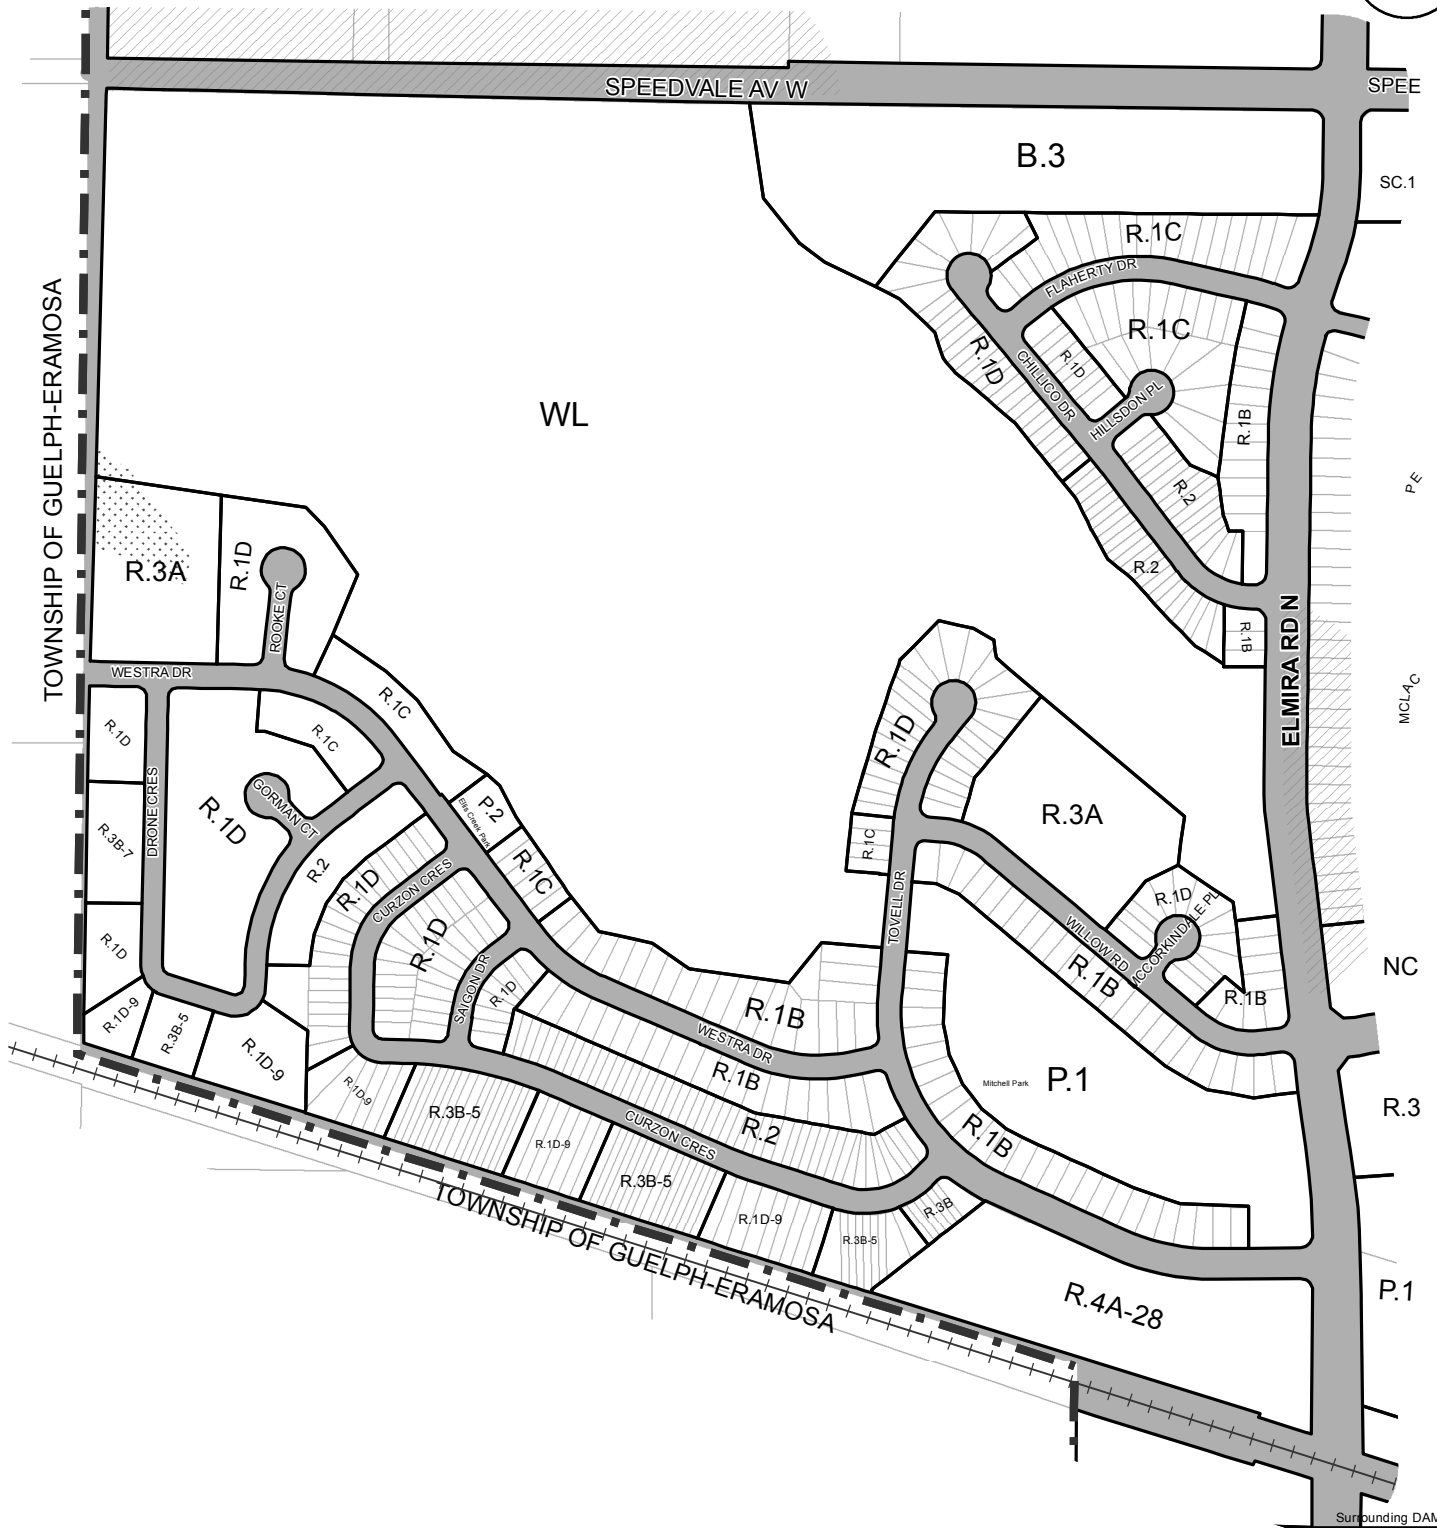 SPEEDVALE AV W
SPEE
B.3
SC.1
R.1C
FLAHERTY DR
R.1C
R.1D
R.1D
CHILLICO DR
HILLSDON PL
R.1B
TOWNSHIP OF GUELPH-ERAMOSA
WL
R.2
P E
R.3A
R.1D
ROOKE CT
R.2
R.1B
ELMIRA RD N
WESTRA DR
R.1C
MCLAC
R.1D
R.1C
R.1D
R.1D
GORMAN CT
DRONE CRES
P.2
Ellis Creek Park
R.3A
R.3B-7
R.2
R.1D
R.1C
R.1C
CURZON CRES
TOVELL DR
R.1D
MCCORKINDALE PL
WILLOW RD
R.1D
R.1D
R.1B
NC
SAIGON DR
R.1D
R.1B
R.1D-9
R.3B-5
R.1D-9
R.1B
WESTRA DR
R.1B
R.1D-9
Mitchell Park
P.1
R.3B-5
R.3
R.2
CURZON CRES
R.1B
R.1D-9
R.3B-5
TOWNSHIP OF GUELPH-ERAMOSA
R.1D-9
R.3B
R.3B-5
R.4A-28
P.1
Surrounding DAM